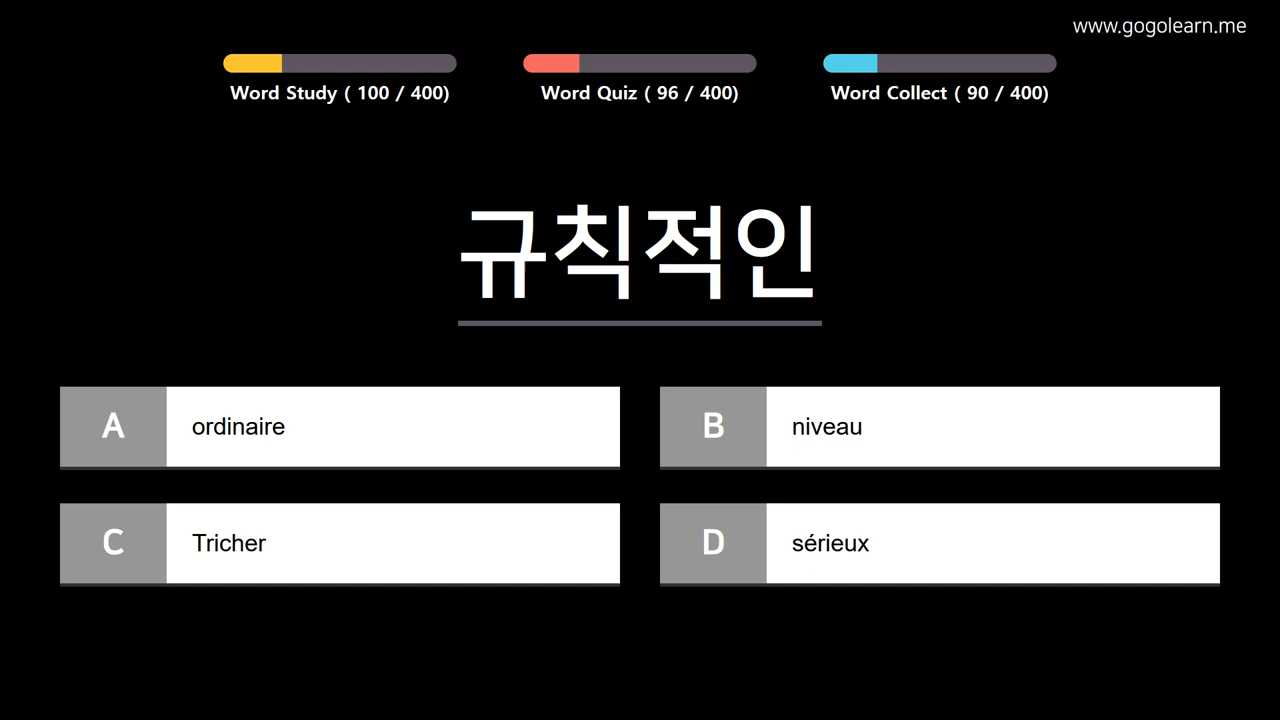 www.gogolearn.me
Word Study ( 100 / 400)
Word Quiz ( 96 / 400)
Word Collect ( 90 / 400)
규칙적인
A ordinaire
B niveau
C Tricher
D sérieux